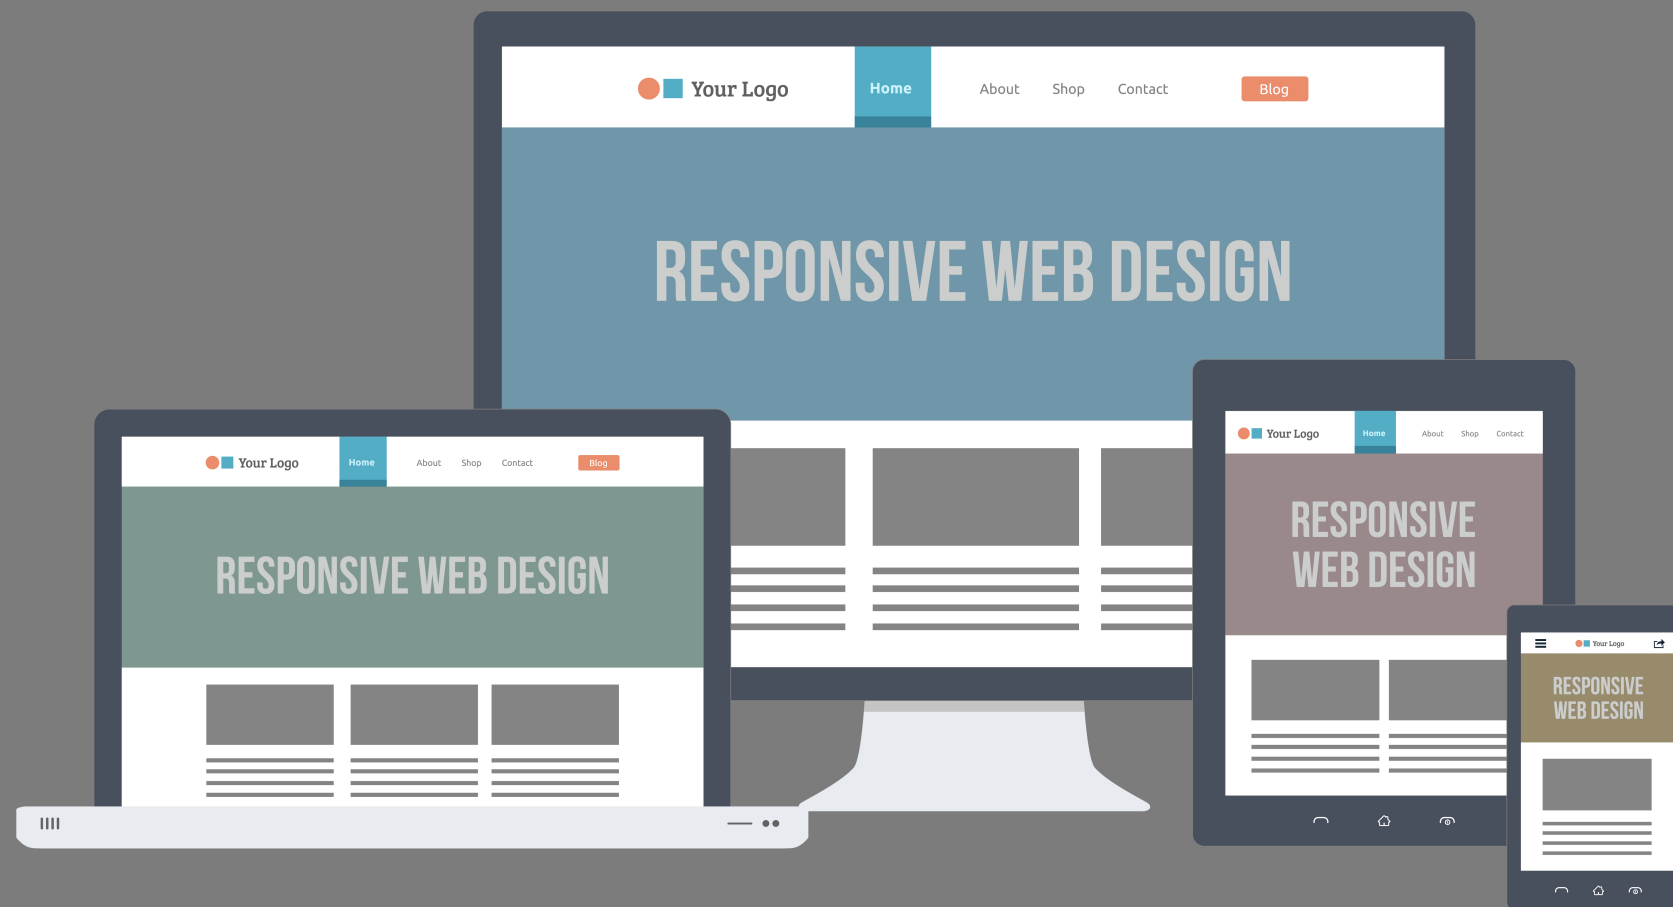 Your Logo Home About Shop Contact Blog
RESPONSIVE WEB DESIGN
Your Logo Home About Shop Contact Blog
RESPONSIVE WEB DESIGN
Your Logo Home About Shop Contact
RESPONSIVE
WEB DESIGN
Your Logo
RESPONSIVE
WEB DESIGN